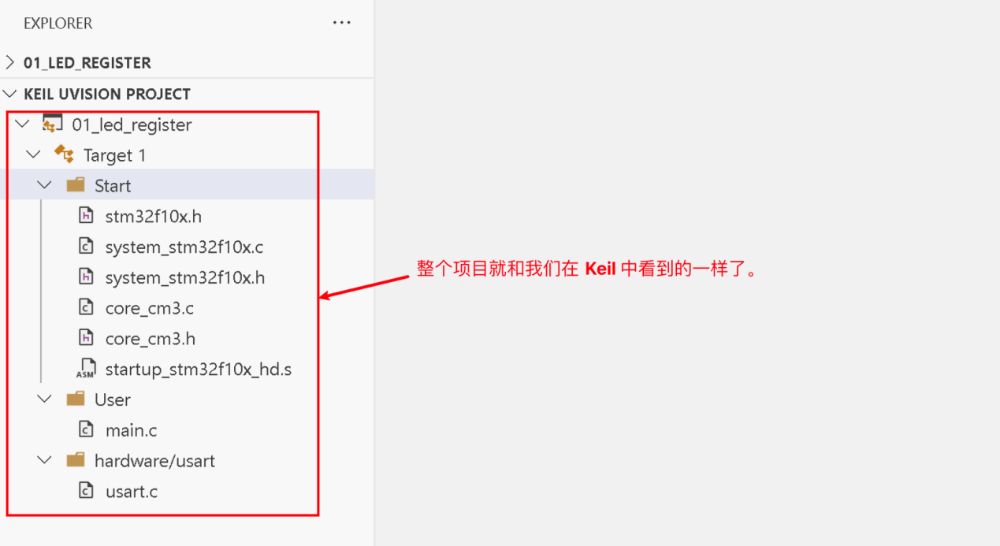 EXPLORER
01_LED_REGISTER
KEIL UVISION PROJECT
01_led_register
Target 1
Start
stm32f10x.h
system_stm32f10x.c
system_stm32f10x.h
core_cm3.c
core_cm3.h
ASM startup_stm32f10x_hd.s
User
main.c
hardware/usart
usart.c
整个项目就和我们在 Keil 中看到的一样了。